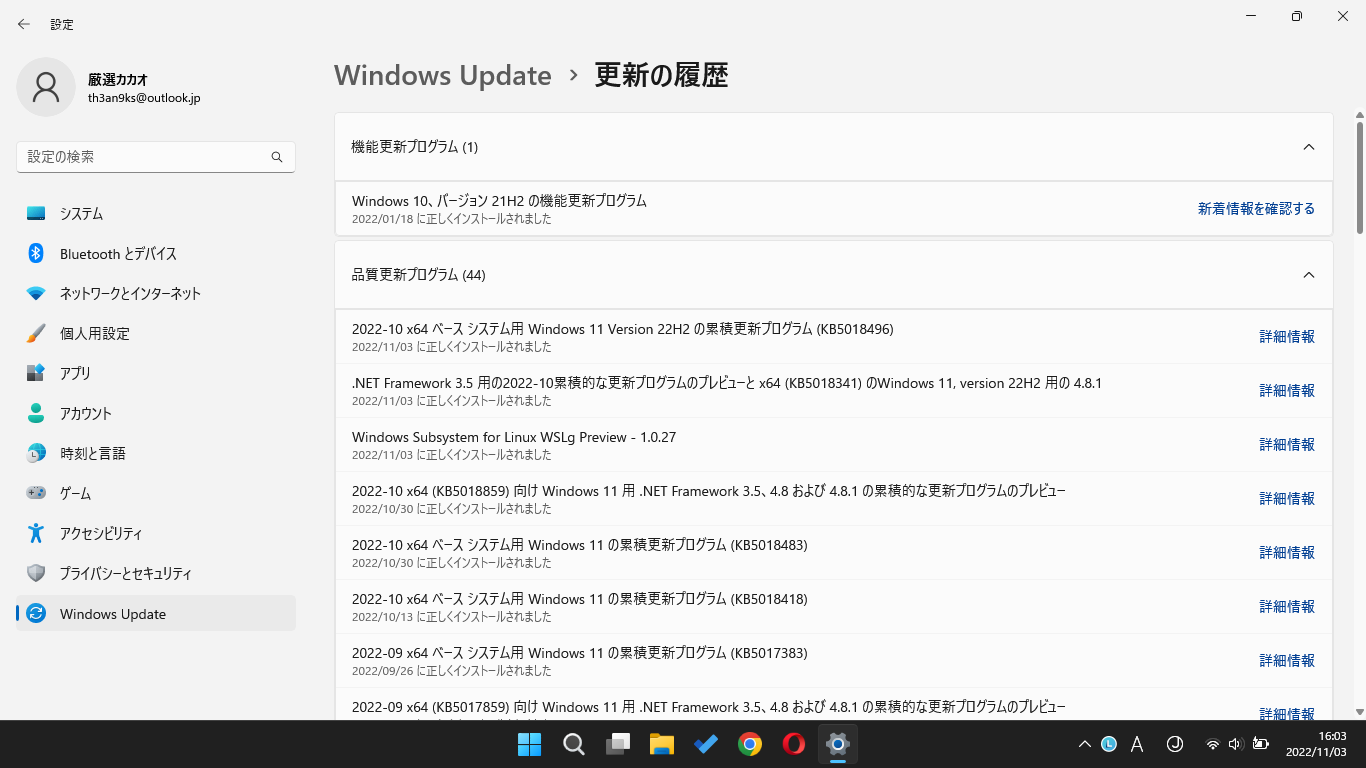 設定
厳選カカオ
th3an9ks@outlook.jp
設定の検索
システム
Bluetooth とデバイス
ネットワークとインターネット
個人用設定
アプリ
アカウント
時刻と言語
ゲーム
アクセシビリティ
プライバシーとセキュリティ
Windows Update
Windows Update › 更新の履歴
機能更新プログラム (1)
Windows 10、バージョン 21H2 の機能更新プログラム
2022/01/18 に正しくインストールされました
新着情報を確認する
品質更新プログラム (44)
2022-10 x64 ベース システム用 Windows 11 Version 22H2 の累積更新プログラム (KB5018496)
2022/11/03 に正しくインストールされました
詳細情報
.NET Framework 3.5 用の2022-10累積的な更新プログラムのプレビューと x64 (KB5018341) のWindows 11, version 22H2 用の 4.8.1
2022/11/03 に正しくインストールされました
詳細情報
Windows Subsystem for Linux WSLg Preview - 1.0.27
2022/11/03 に正しくインストールされました
詳細情報
2022-10 x64 (KB5018859) 向け Windows 11 用 .NET Framework 3.5、4.8 および 4.8.1 の累積的な更新プログラムのプレビュー
2022/10/30 に正しくインストールされました
詳細情報
2022-10 x64 ベース システム用 Windows 11 の累積更新プログラム (KB5018483)
2022/10/30 に正しくインストールされました
詳細情報
2022-10 x64 ベース システム用 Windows 11 の累積更新プログラム (KB5018418)
2022/10/13 に正しくインストールされました
詳細情報
2022-09 x64 ベース システム用 Windows 11 の累積更新プログラム (KB5017383)
2022/09/26 に正しくインストールされました
詳細情報
2022-09 x64 (KB5017859) 向け Windows 11 用 .NET Framework 3.5、4.8 および 4.8.1 の累積的な更新プログラムのプレビュー
詳細情報
L
A
J
16:03
2022/11/03